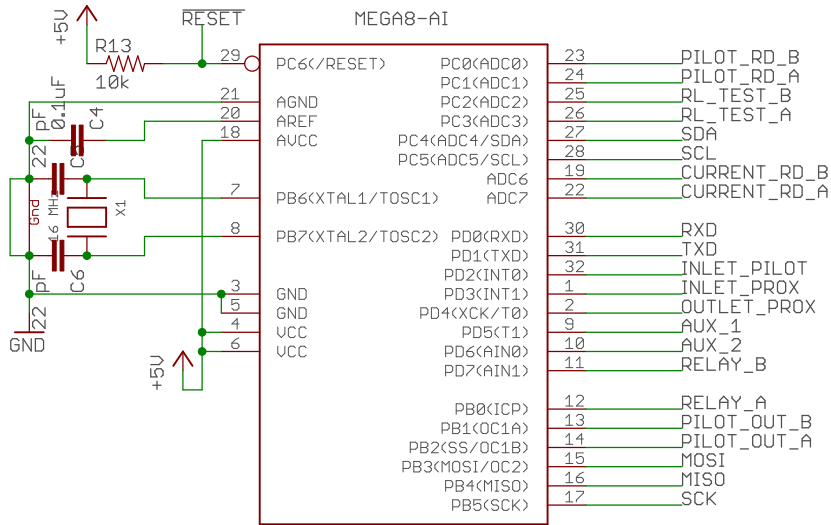 MEGA8-AI
+5V
RESET
R13
10k
29 PC6(/RESET)
21 AGND
20 AREF
18 AVCC
7 PB6(XTAL1/TOSC1)
8 PB7(XTAL2/TOSC2)
3 GND
5 GND
4 VCC
6 VCC
0.1uF
C4
22 pF
16 MHz
Gnd
X1
C6
22 pF
GND
+5V
PC0(ADC0) 23 PILOT_RD_B
PC1(ADC1) 24 PILOT_RD_A
PC2(ADC2) 25 RL_TEST_B
PC3(ADC3) 26 RL_TEST_A
PC4(ADC4/SDA) 27 SDA
PC5(ADC5/SCL) 28 SCL
ADC6 19 CURRENT_RD_B
ADC7 22 CURRENT_RD_A
PD0(RXD) 30 RXD
PD1(TXD) 31 TXD
PD2(INT0) 32 INLET_PILOT
PD3(INT1) 1 INLET_PROX
PD4(XCK/T0) 2 OUTLET_PROX
PD5(T1) 9 AUX_1
PD6(AIN0) 10 AUX_2
PD7(AIN1) 11 RELAY_B
PB0(ICP) 12 RELAY_A
PB1(OC1A) 13 PILOT_OUT_B
PB2(SS/OC1B) 14 PILOT_OUT_A
PB3(MOSI/OC2) 15 MOSI
PB4(MISO) 16 MISO
PB5(SCK) 17 SCK